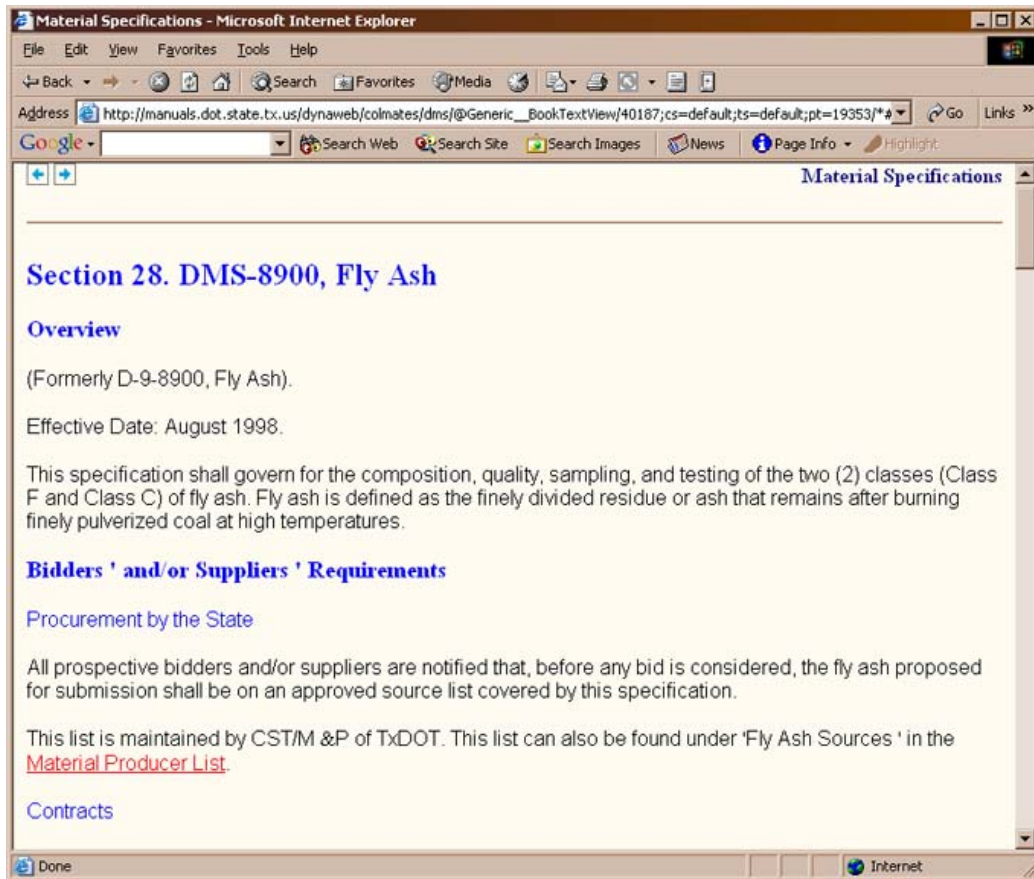 Material Specifications - Microsoft Internet Explorer
File Edit View Favorites Tools Help
Back Search Favorites Media
Address http://manuals.dot.state.tx.us/dynaweb/colmates/dms/@Generic__BookTextView/40187;cs=default;ts=default;pt=19353/*# Go Links »
Google Search Web Search Site Search Images News Page Info Highlight
Material Specifications
Section 28. DMS-8900, Fly Ash
Overview
(Formerly D-9-8900, Fly Ash).
Effective Date: August 1998.
This specification shall govern for the composition, quality, sampling, and testing of the two (2) classes (Class
F and Class C) of fly ash. Fly ash is defined as the finely divided residue or ash that remains after burning
finely pulverized coal at high temperatures.
Bidders ' and/or Suppliers ' Requirements
Procurement by the State
All prospective bidders and/or suppliers are notified that, before any bid is considered, the fly ash proposed
for submission shall be on an approved source list covered by this specification.
This list is maintained by CST/M &P of TxDOT. This list can also be found under 'Fly Ash Sources ' in the
Material Producer List.
Contracts
Done Internet